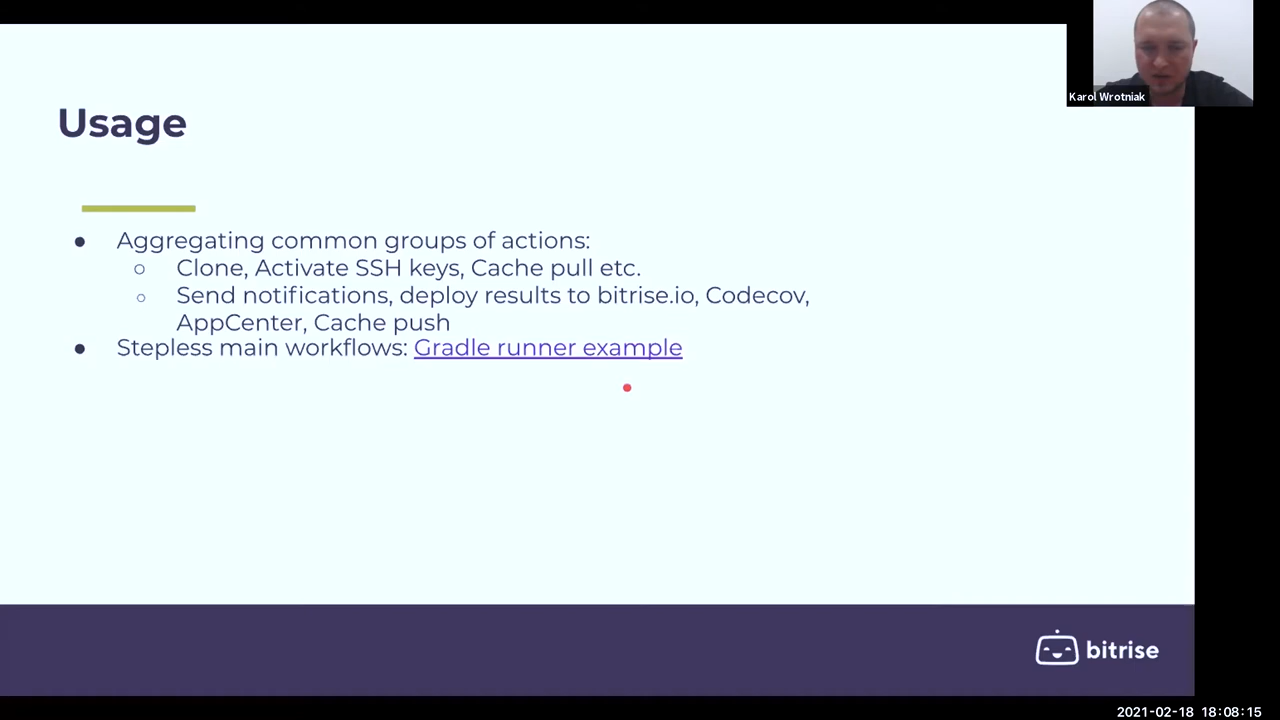 Karol Wrotniak
Usage
● Aggregating common groups of actions:
○ Clone, Activate SSH keys, Cache pull etc.
○ Send notifications, deploy results to bitrise.io, Codecov,
AppCenter, Cache push
● Stepless main workflows: Gradle runner example
bitrise
2021-02-18 18:08:15